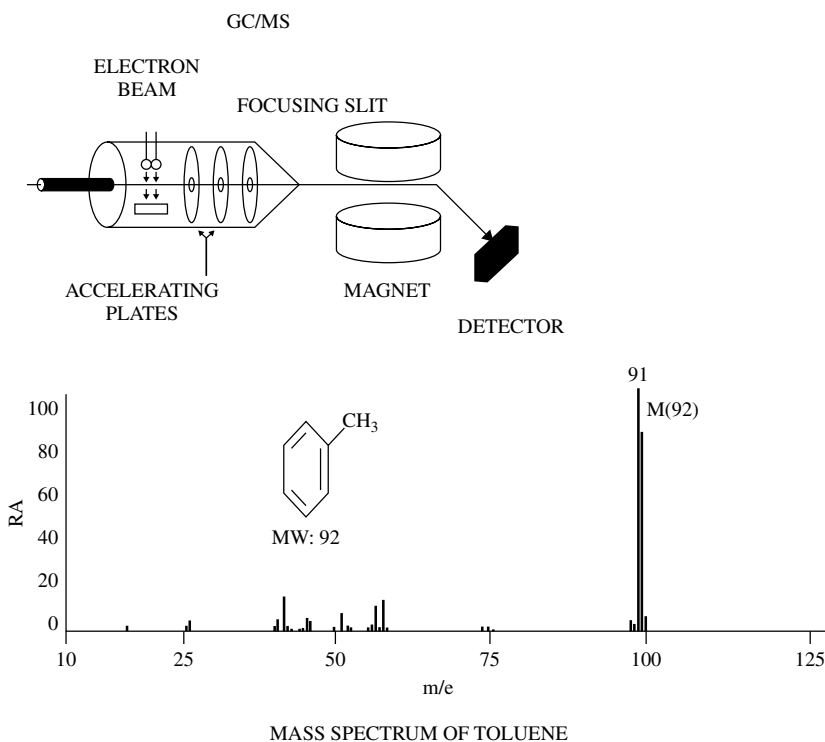 GC/MS
ELECTRON
BEAM
FOCUSING SLIT
ACCELERATING
PLATES
MAGNET
DETECTOR
91
M(92)
CH₃
MW: 92
RA
100
80
60
40
20
0
10 25 50 75 100 125
m/e
MASS SPECTRUM OF TOLUENE